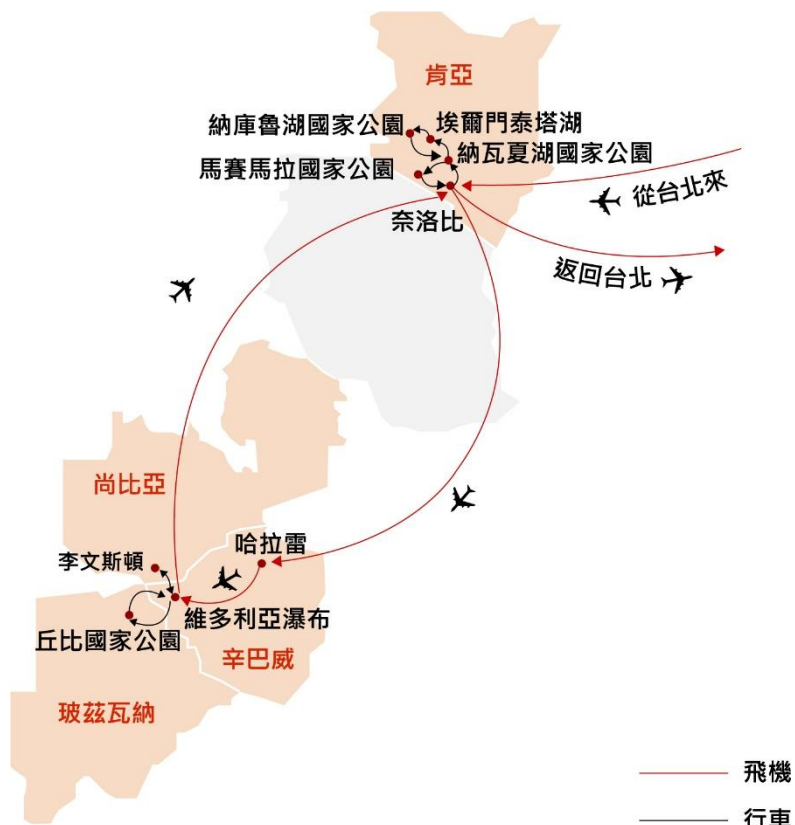 肯亞
納庫魯湖國家公園
埃爾門泰塔湖
納瓦夏湖國家公園
馬賽馬拉國家公園
從台北來
奈洛比
返回台北
尚比亞
哈拉雷
李文斯頓
維多利亞瀑布
丘比國家公園
辛巴威
玻茲瓦納
飛機
行車